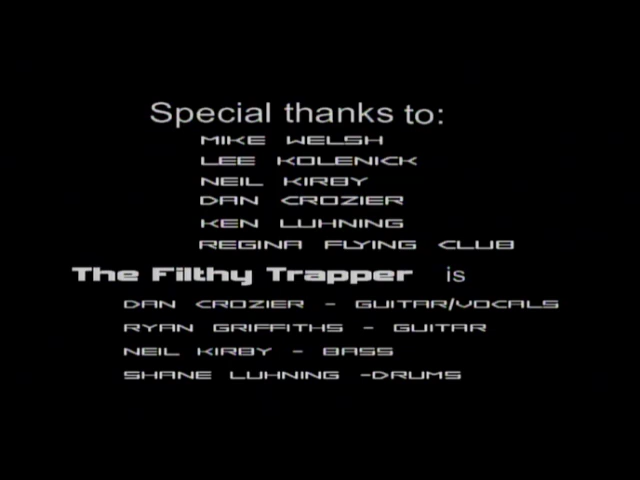 Special thanks to:
MIKE WELSH
LEE KOLENICK
NEIL KIRBY
DAN CROZIER
KEN LUHNING
REGINA FLYING CLUB
The Filthy Trapper is
DAN CROZIER - GUITAR/VOCALS
RYAN GRIFFITHS - GUITAR
NEIL KIRBY - BASS
SHANE LUHNING -DRUMS